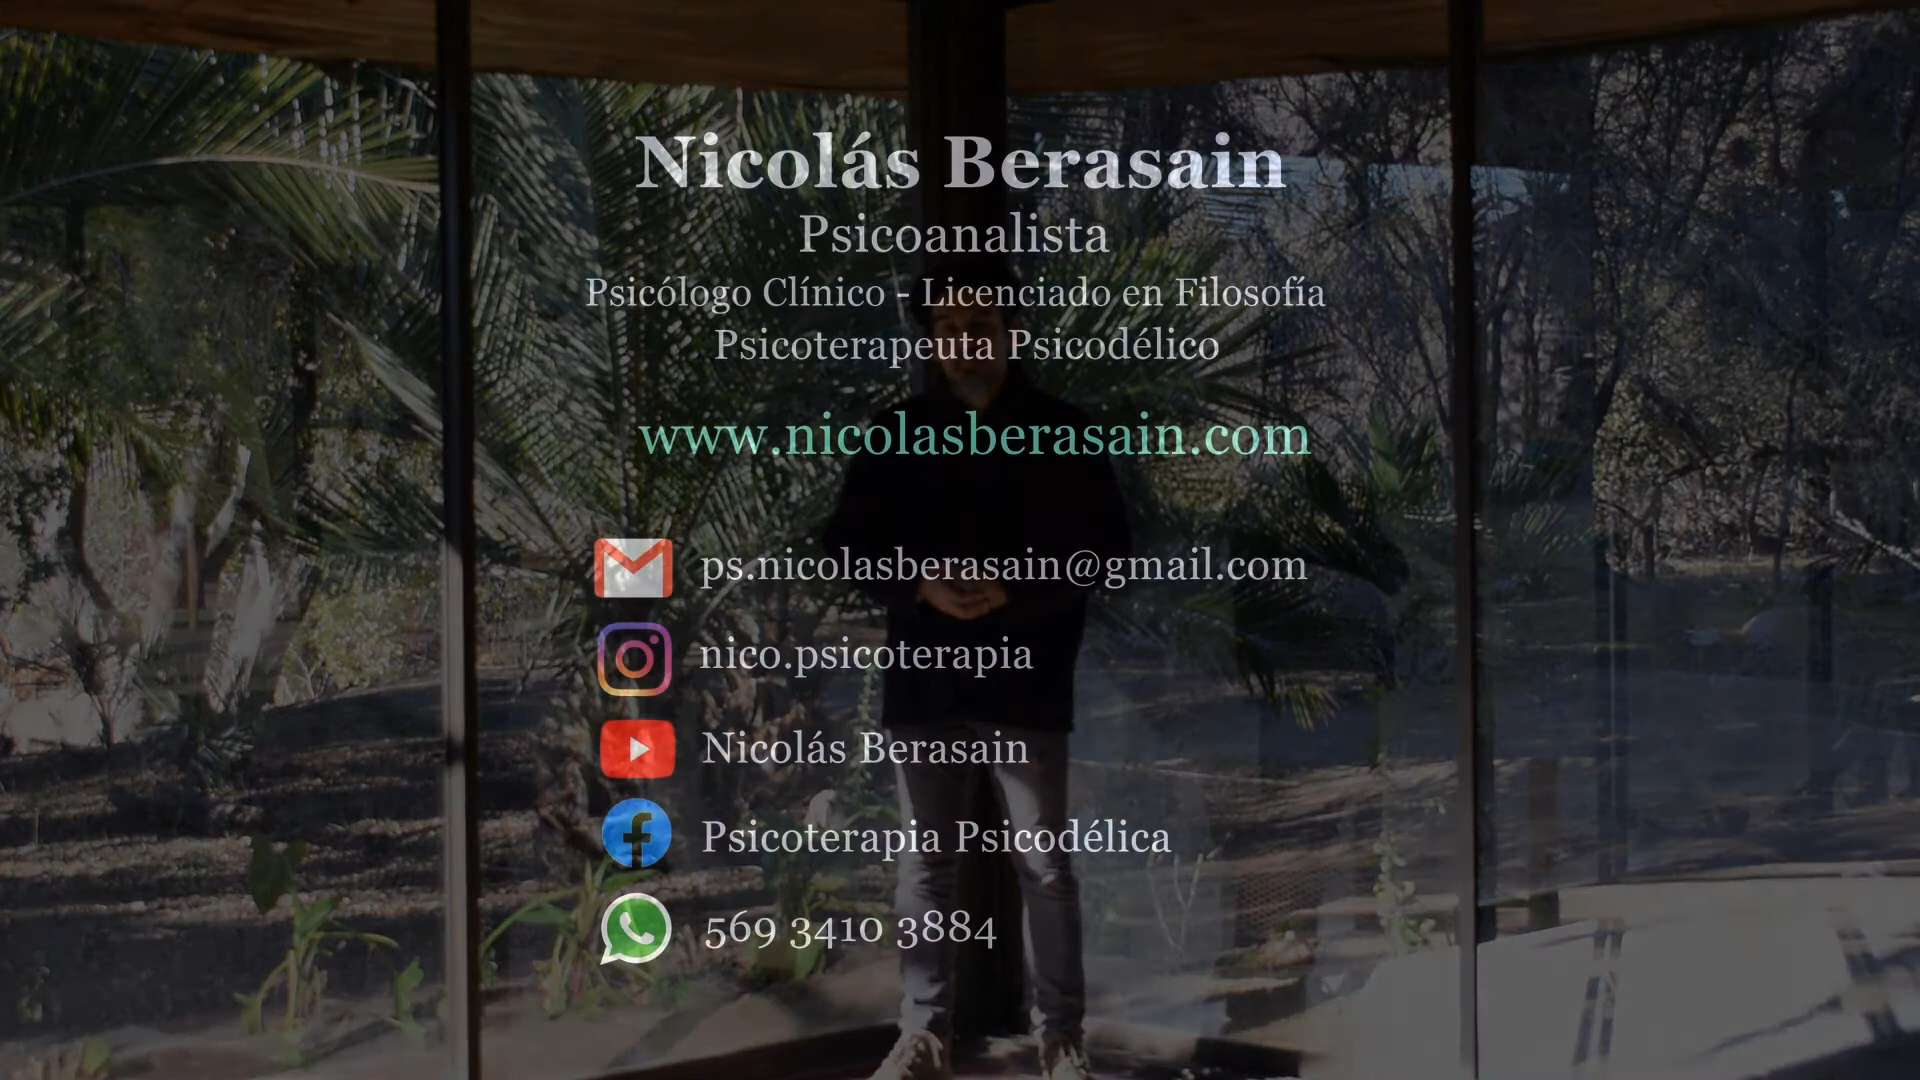 Nicolás Berasain
Psicoanalista
Psicólogo Clínico - Licenciado en Filosofía
Psicoterapeuta Psicodélico
www.nicolasberasain.com
ps.nicolasberasain@gmail.com
nico.psicoterapia
Nicolás Berasain
Psicoterapia Psicodélica
569 3410 3884